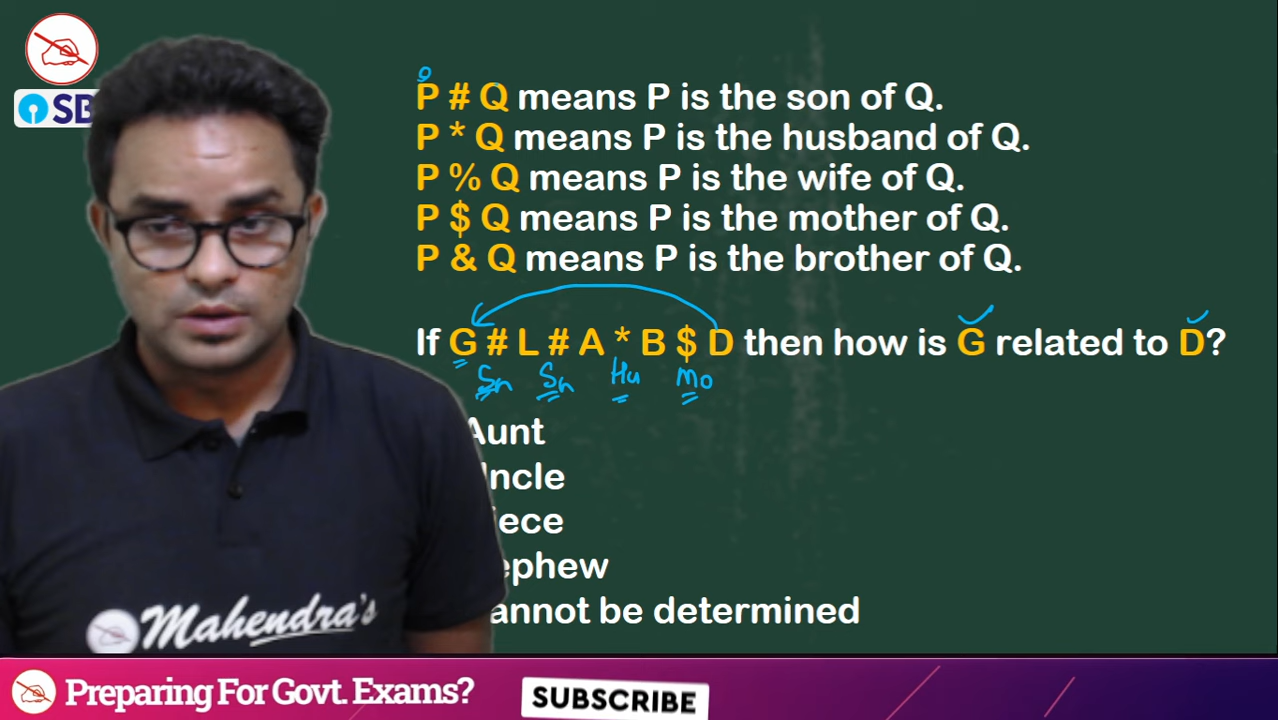 SB
P # Q means P is the son of Q.
P * Q means P is the husband of Q.
P % Q means P is the wife of Q.
P $ Q means P is the mother of Q.
P & Q means P is the brother of Q.
If G # L # A * B $ D then how is G related to D?
Sn Sn Hu Mo
Aunt
Uncle
iece
ephew
annot be determined
Mahendra's
Preparing For Govt. Exams?
SUBSCRIBE